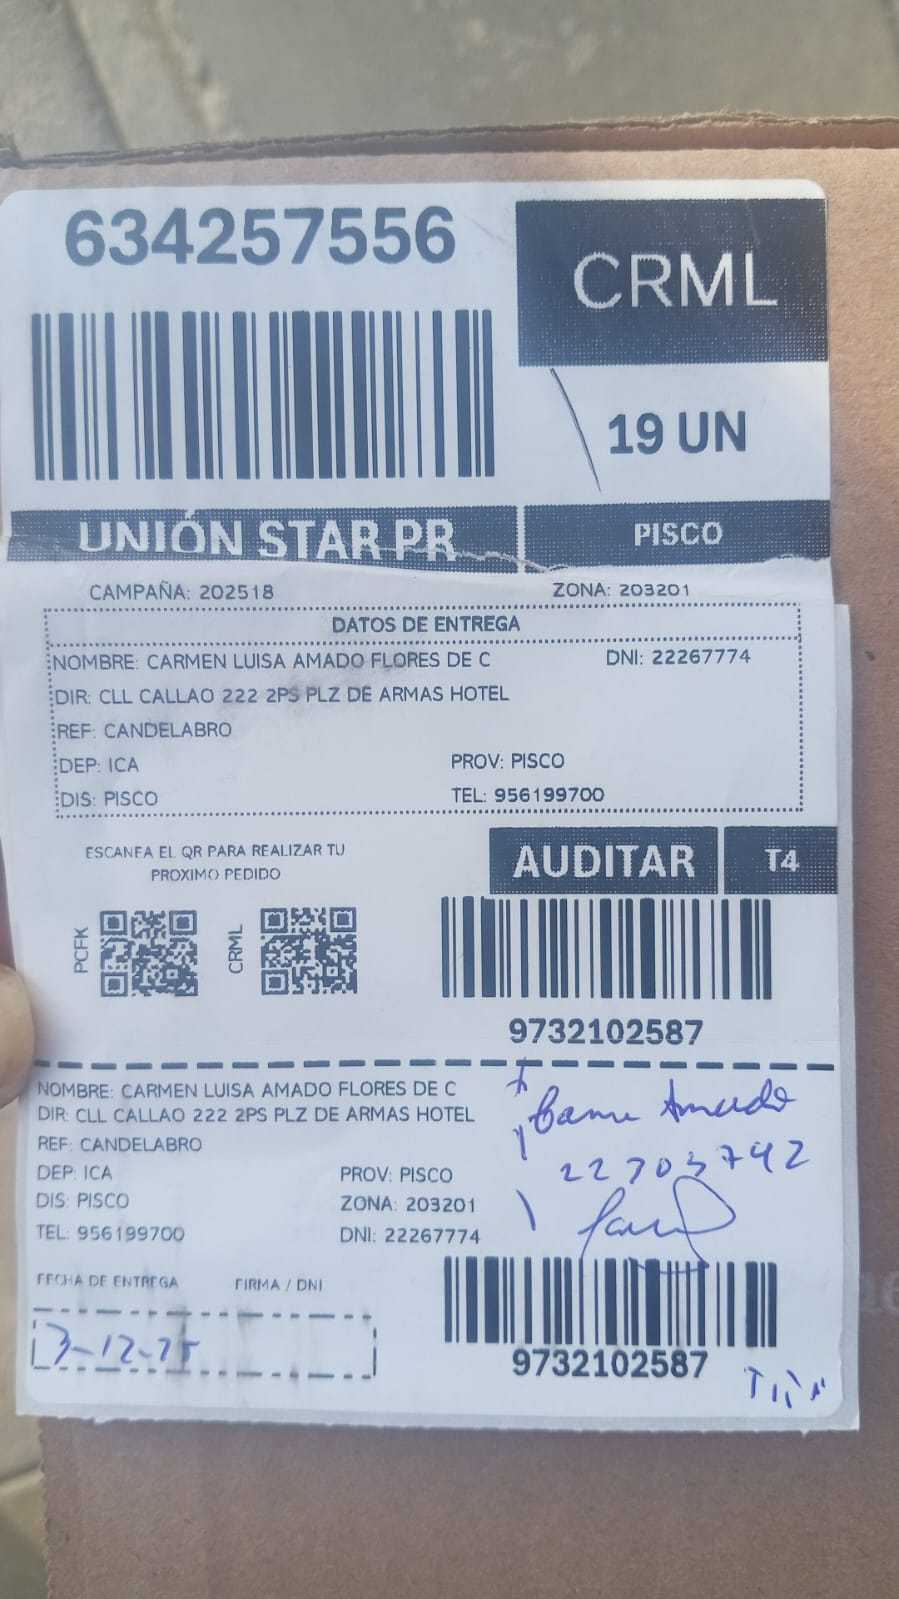 634257556
CRML
19 UN
UNIÓN STAR PR
PISCO
CAMPAÑA: 202518
ZONA: 203201
DATOS DE ENTREGA
NOMBRE: CARMEN LUISA AMADO FLORES DE C
DNI: 22267774
DIR: CLL CALLAO 222 2PS PLZ DE ARMAS HOTEL
REF: CANDELABRO
DEP: ICA
PROV: PISCO
DIS: PISCO
TEL: 956199700
ESCANEA EL QR PARA REALIZAR TU
PROXIMO PEDIDO
AUDITAR
T4
PCFK
CRML
9732102587
NOMBRE: CARMEN LUISA AMADO FLORES DE C
DIR: CLL CALLAO 222 2PS PLZ DE ARMAS HOTEL
REF: CANDELABRO
DEP: ICA
PROV: PISCO
DIS: PISCO
ZONA: 203201
TEL: 956199700
DNI: 22267774
Amado
FECHA DE ENTREGA
FIRMA / DNI
3-12-25
9732102587